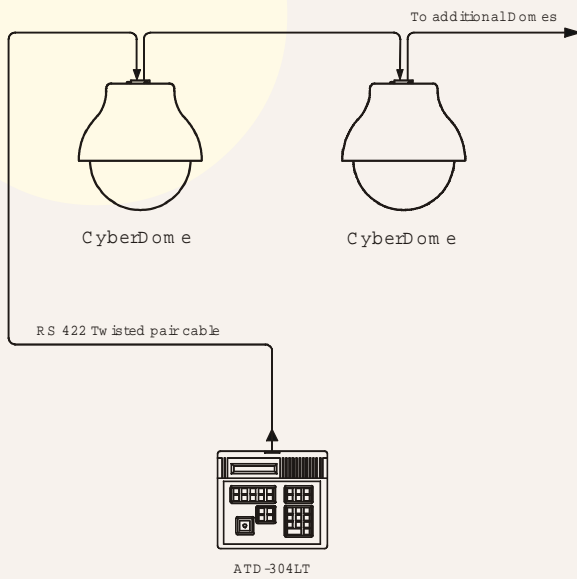 To additional Domes
CyberDome
CyberDome
RS 422 Twisted pair cable
ATD-304LT